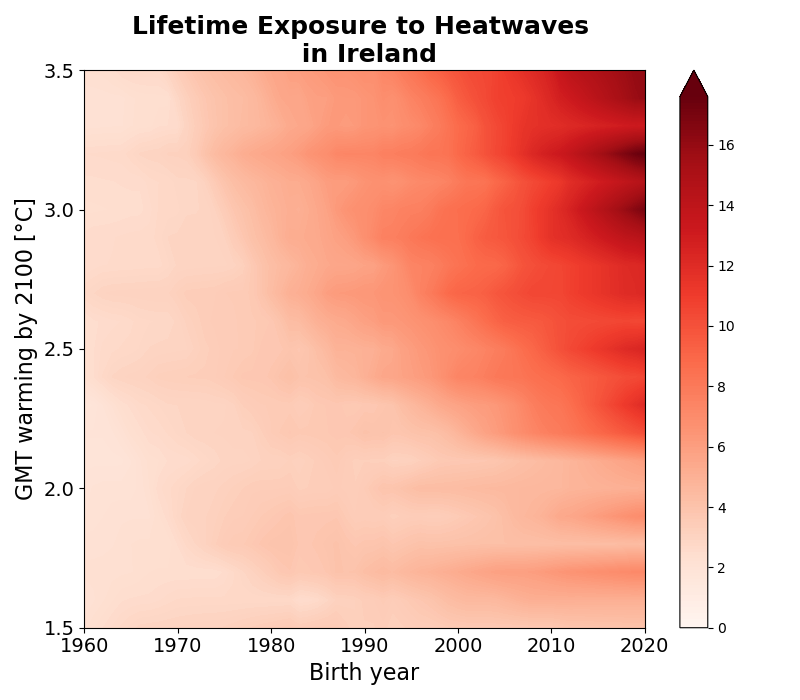 Lifetime Exposure to Heatwaves
in Ireland
3.5
3.0
2.5
2.0
1.5
GMT warming by 2100 [°C]
1960 1970 1980 1990 2000 2010 2020
Birth year
16
14
12
10
8
6
4
2
0